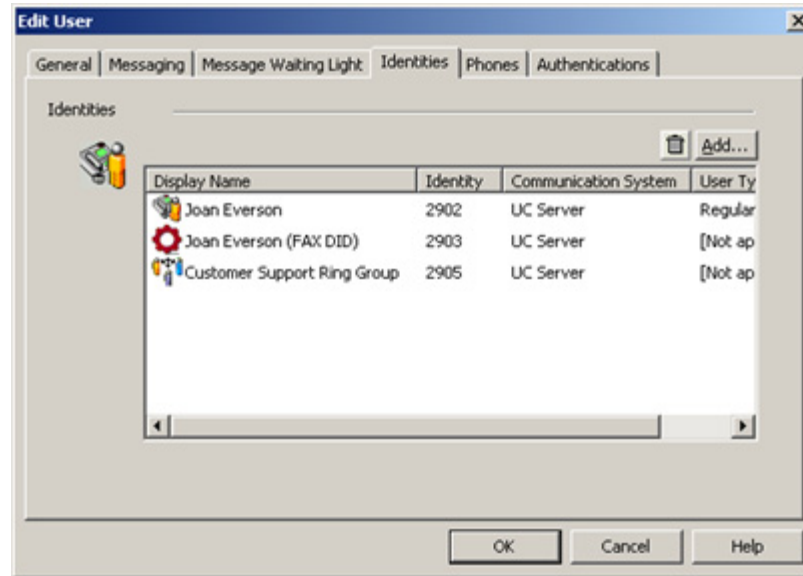 Edit User
General Messaging Message Waiting Light Identities Phones Authentications
Identities
Add...
Display Name Identity Communication System User Ty
Joan Everson 2902 UC Server Regular
Joan Everson (FAX DID) 2903 UC Server [Not ap
Customer Support Ring Group 2905 UC Server [Not ap
OK Cancel Help